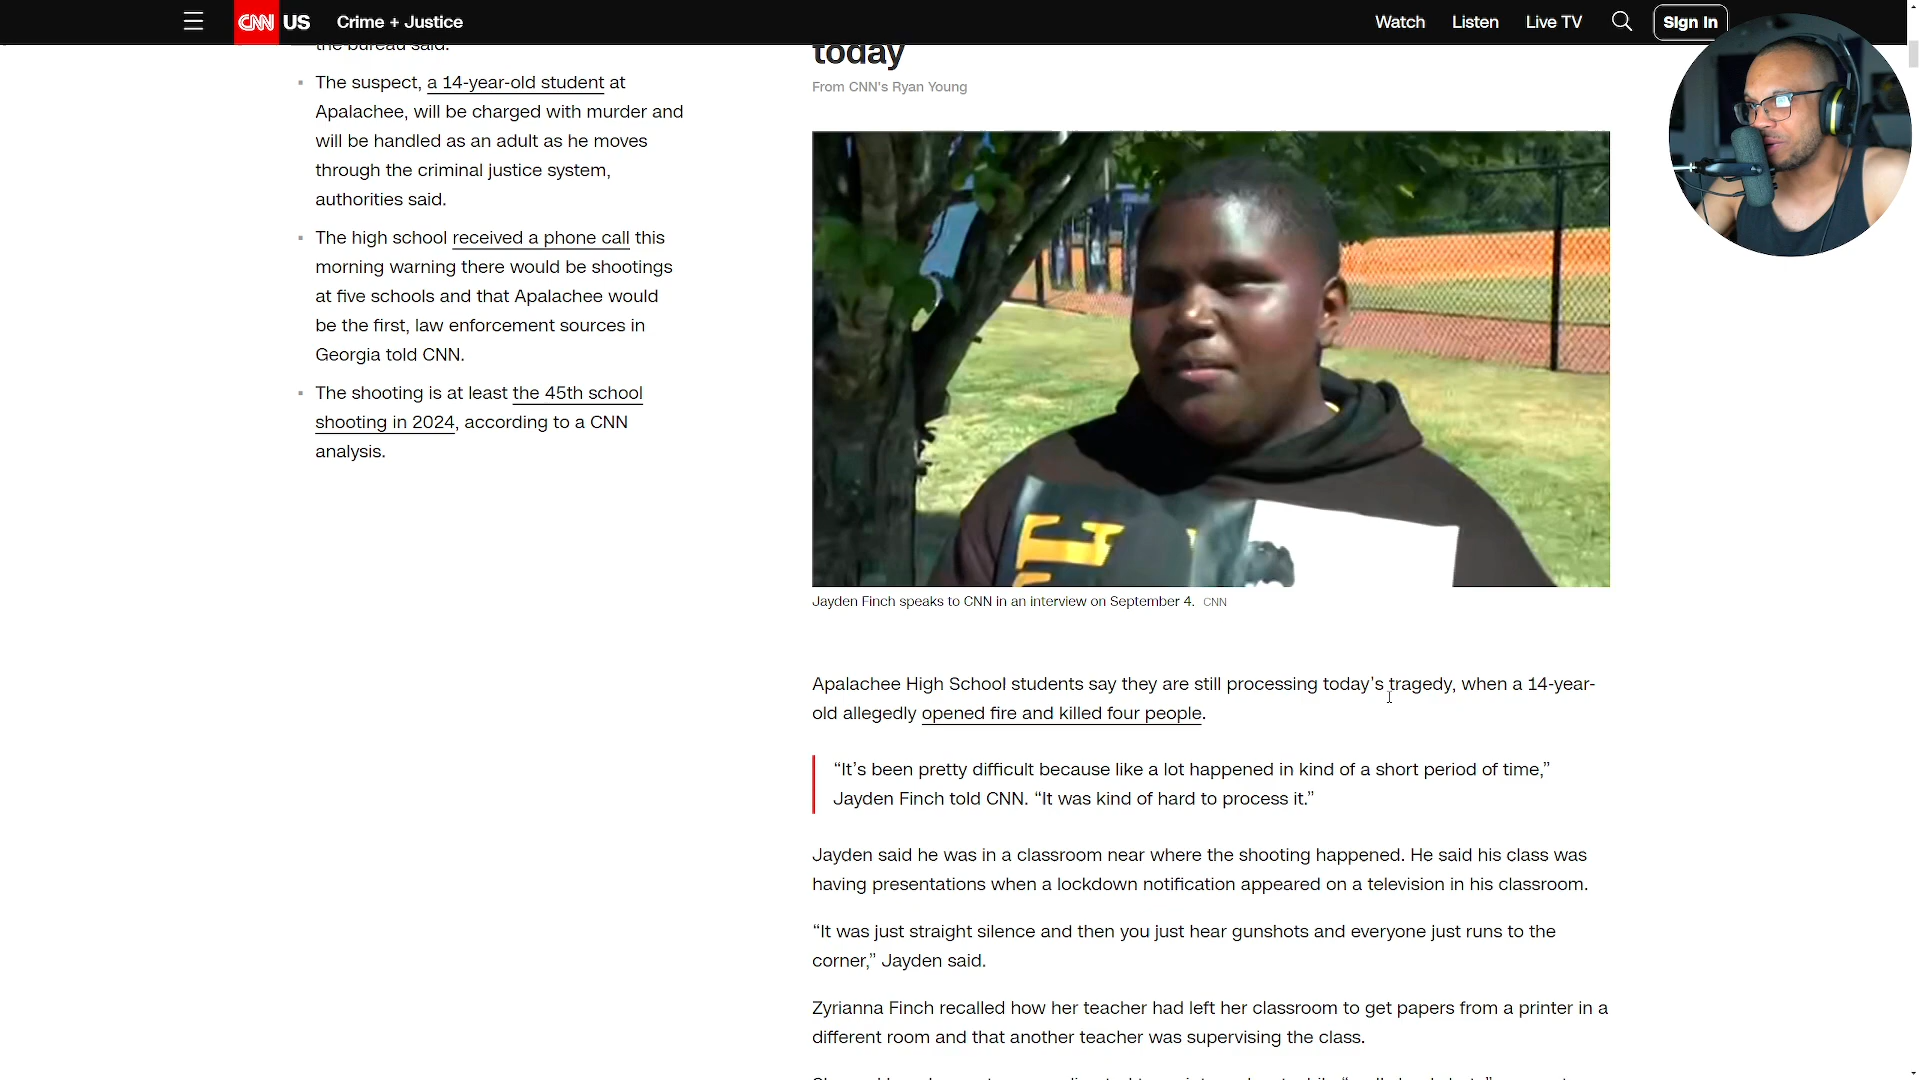 CNN US Crime + Justice Watch Listen Live TV Sign In
the bureau said.
The suspect, a 14-year-old student at
Apalachee, will be charged with murder and
will be handled as an adult as he moves
through the criminal justice system,
authorities said.
The high school received a phone call this
morning warning there would be shootings
at five schools and that Apalachee would
be the first, law enforcement sources in
Georgia told CNN.
The shooting is at least the 45th school
shooting in 2024, according to a CNN
analysis.
today
From CNN's Ryan Young
Jayden Finch speaks to CNN in an interview on September 4. CNN
Apalachee High School students say they are still processing today’s tragedy, when a 14-year-
old allegedly opened fire and killed four people.
“It’s been pretty difficult because like a lot happened in kind of a short period of time,”
Jayden Finch told CNN. “It was kind of hard to process it.”
Jayden said he was in a classroom near where the shooting happened. He said his class was
having presentations when a lockdown notification appeared on a television in his classroom.
“It was just straight silence and then you just hear gunshots and everyone just runs to the
corner,” Jayden said.
Zyrianna Finch recalled how her teacher had left her classroom to get papers from a printer in a
different room and that another teacher was supervising the class.